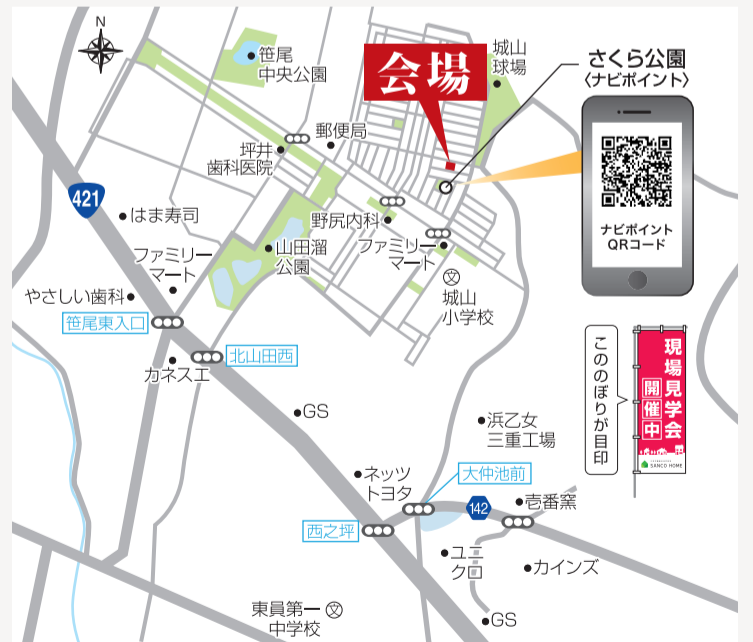 N
笹尾
中央公園
会場
城山
球場
さくら公園
〈ナビポイント〉
郵便局
坪井
歯科医院
421
はま寿司
野尻内科
ファミリー
マート
山田溜
公園
ファミリー
マート
ナビポイント
QRコード
やさしい歯科
城山
小学校
文
笹尾東入口
北山田西
カネスエ
このぼりが目印
現場見学会
開催中
SANCO HOME
GS
浜乙女
三重工場
ネッツ
トヨタ
大仲池前
142
壱番窯
西之坪
ユニ
クロ
カインズ
東員第一
中学校
文
GS